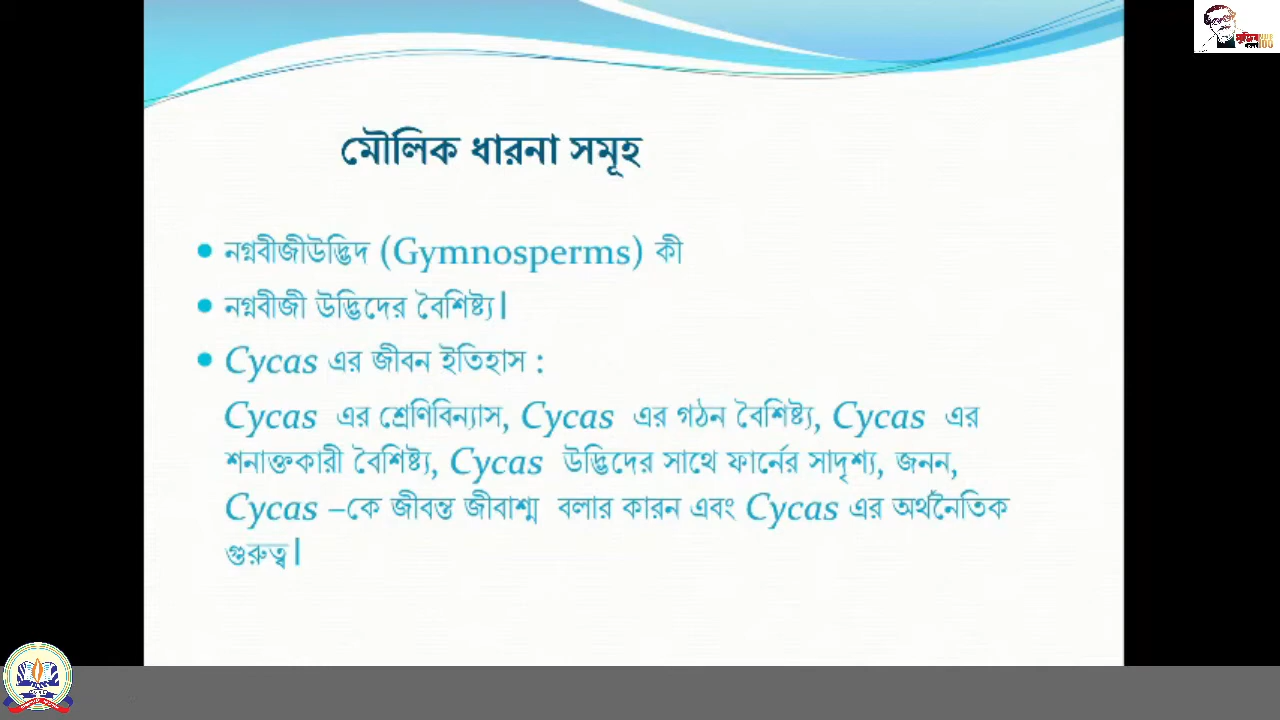 মৌলিক ধারনা সমূহ
• নগ্নবীজীউদ্ভিদ (Gymnosperms) কী
• নগ্নবীজী উদ্ভিদের বৈশিষ্ট্য।
• Cycas এর জীবন ইতিহাস :
Cycas এর শ্রেণিবিন্যাস, Cycas এর গঠন বৈশিষ্ট্য, Cycas এর
শনাক্তকারী বৈশিষ্ট্য, Cycas উদ্ভিদের সাথে ফার্নের সাদৃশ্য, জনন,
Cycas –কে জীবন্ত জীবাশ্ম বলার কারন এবং Cycas এর অর্থনৈতিক
গুরুত্ব।